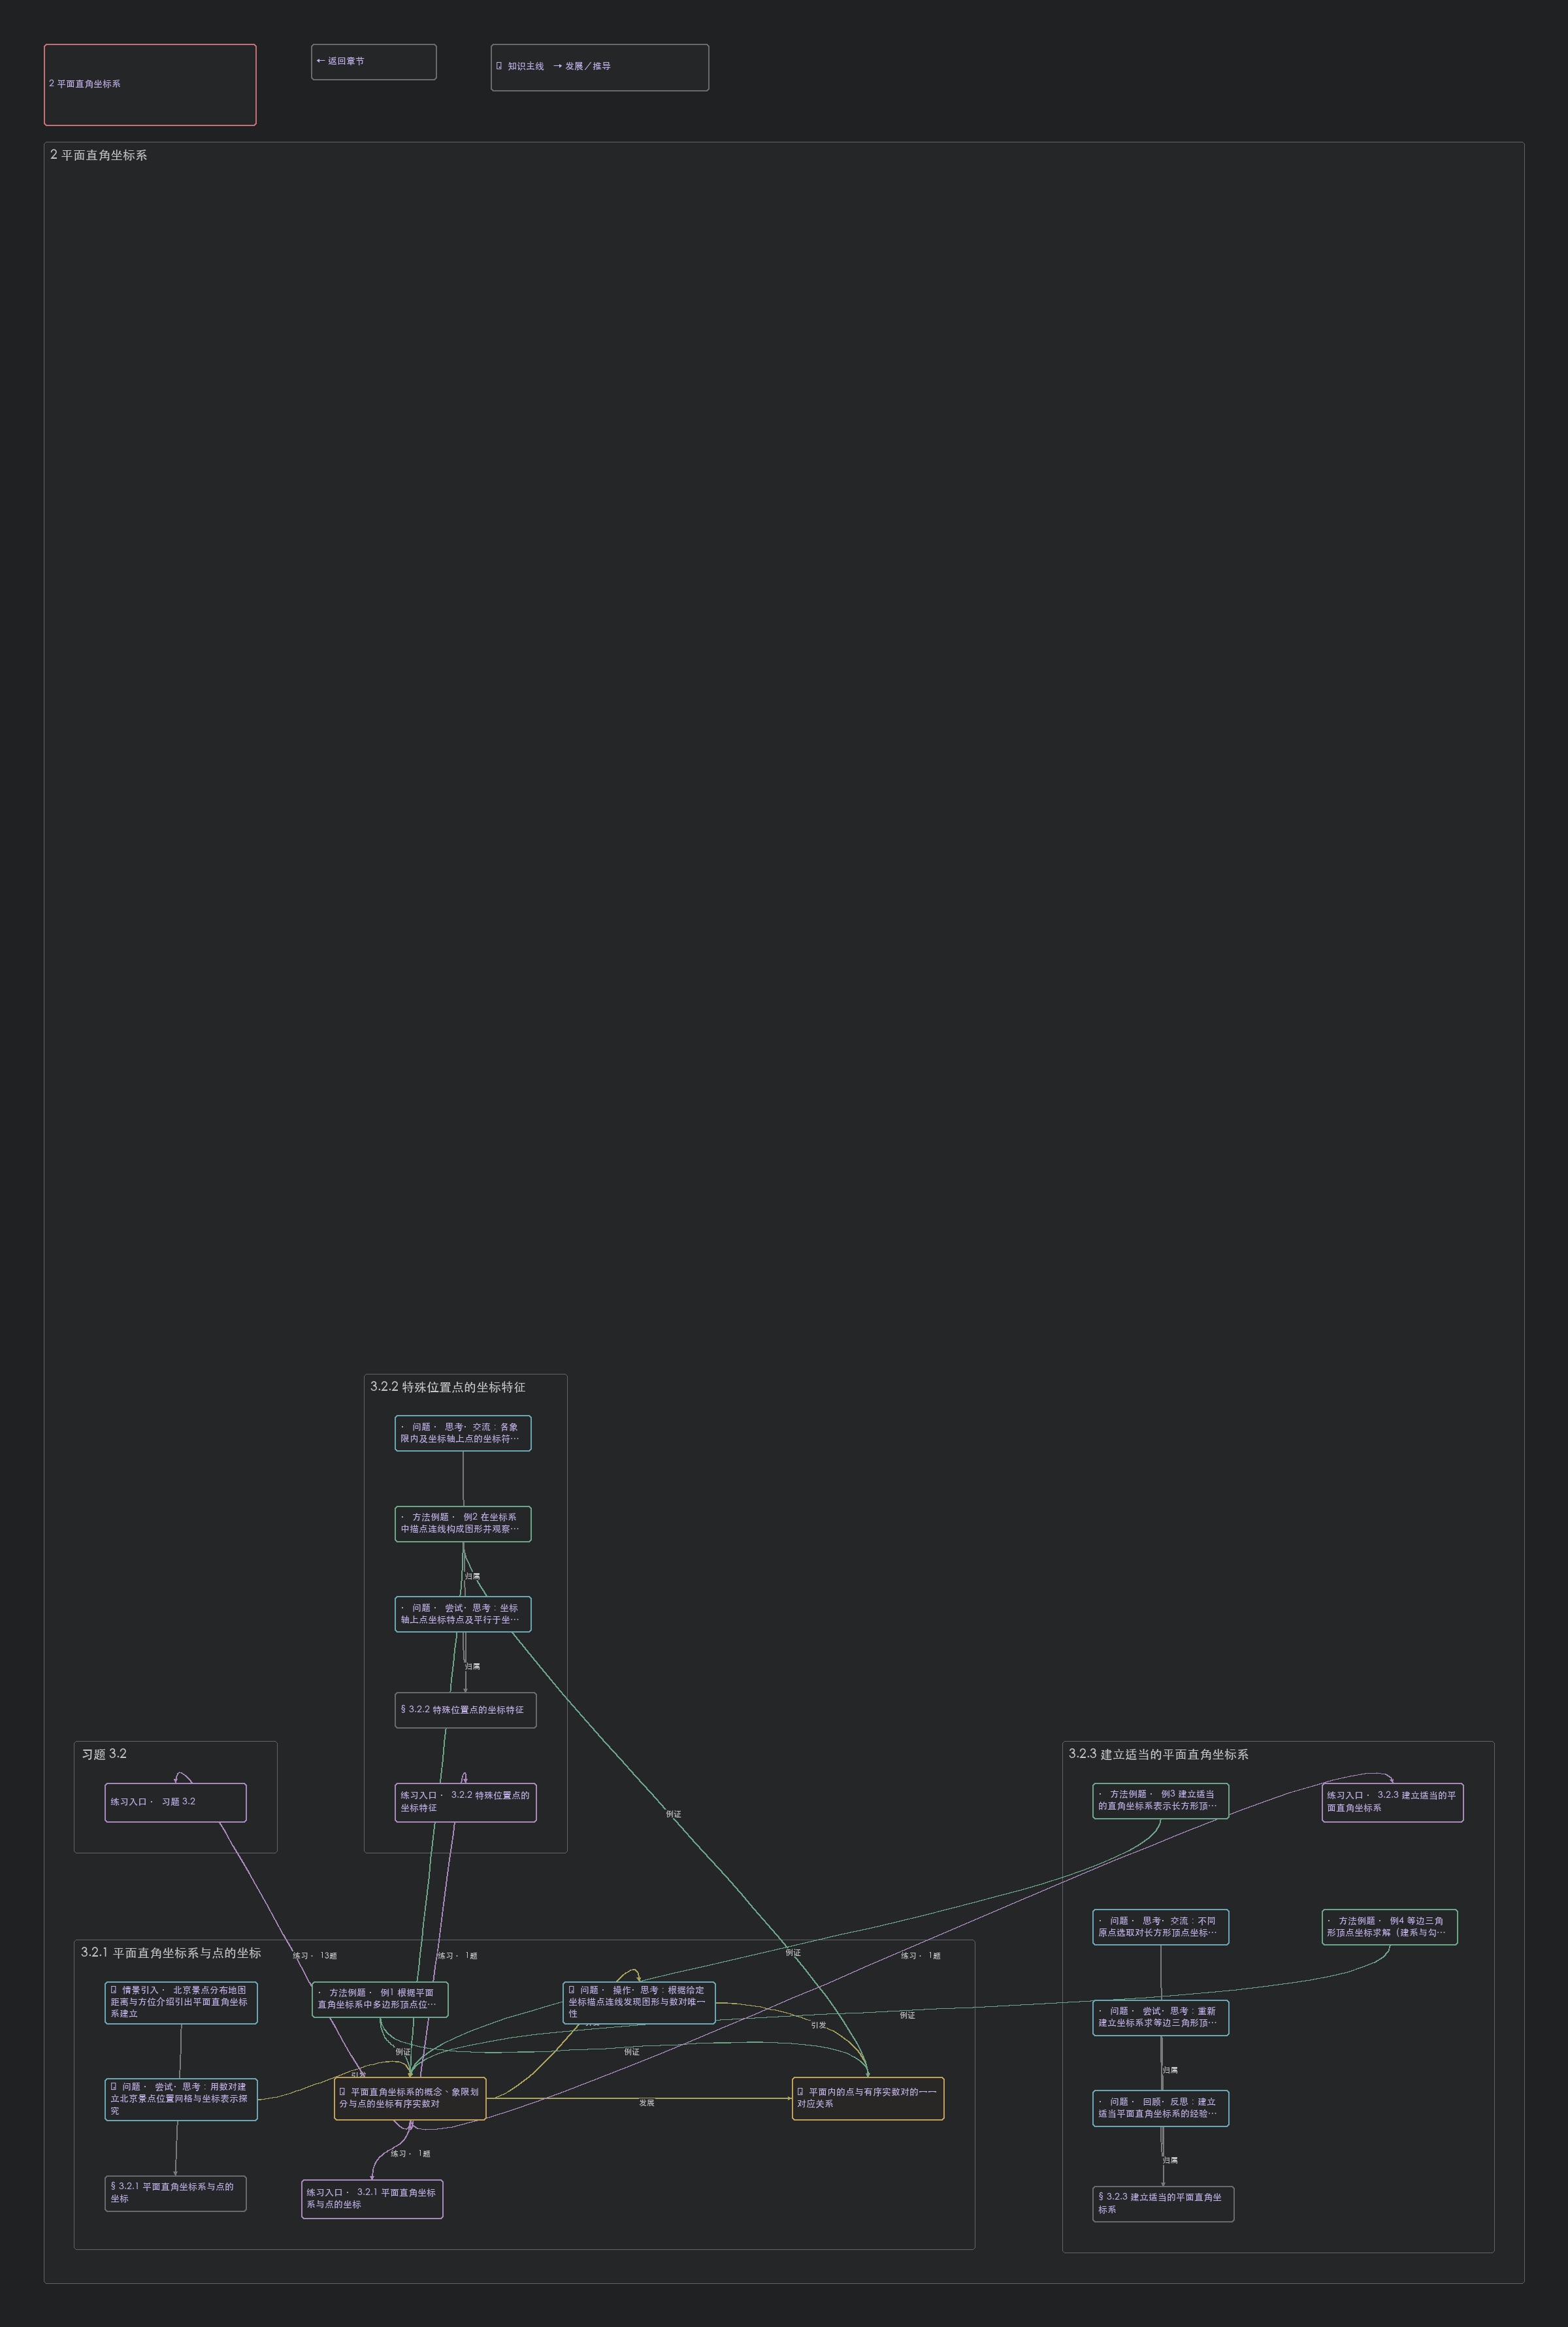 2 平面直角坐标系
← 返回章节
知识主线 → 发展／推导
2 平面直角坐标系
3.2.2 特殊位置点的坐标特征
· 问题 · 思考·交流：各象
限内及坐标轴上点的坐标符…
· 方法例题 · 例2 在坐标系
中描点连线构成图形并观察…
归属
· 问题 · 尝试·思考：坐标
轴上点坐标特点及平行于坐…
归属
§ 3.2.2 特殊位置点的坐标特征
练习入口 · 3.2.2 特殊位置点的
坐标特征
习题 3.2
练习入口 · 习题 3.2
例证
3.2.3 建立适当的平面直角坐标系
· 方法例题 · 例3 建立适当
的直角坐标系表示长方形顶…
练习入口 · 3.2.3 建立适当的平
面直角坐标系
· 问题 · 思考·交流：不同
原点选取对长方形顶点坐标…
· 方法例题 · 例4 等边三角
形顶点坐标求解（建系与勾…
· 问题 · 尝试·思考：重新
建立坐标系求等边三角形顶…
归属
· 问题 · 回顾·反思：建立
适当平面直角坐标系的经验…
归属
§ 3.2.3 建立适当的平面直角坐
标系
3.2.1 平面直角坐标系与点的坐标
练习 · 13题
练习 · 1题
例证
练习 · 1题
情景引入 · 北京景点分布地图
距离与方位介绍引出平面直角坐标
系建立
· 方法例题 · 例1 根据平面
直角坐标系中多边形顶点位…
问题 · 操作·思考：根据给定
坐标描点连线发现图形与数对唯一
性
例证
引发
例证
例证
问题 · 尝试·思考：用数对建
立北京景点位置网格与坐标表示探
究
平面直角坐标系的概念、象限划
分与点的坐标有序实数对
发展
平面内的点与有序实数对的一一
对应关系
练习 · 1题
§ 3.2.1 平面直角坐标系与点的
坐标
练习入口 · 3.2.1 平面直角坐标
系与点的坐标